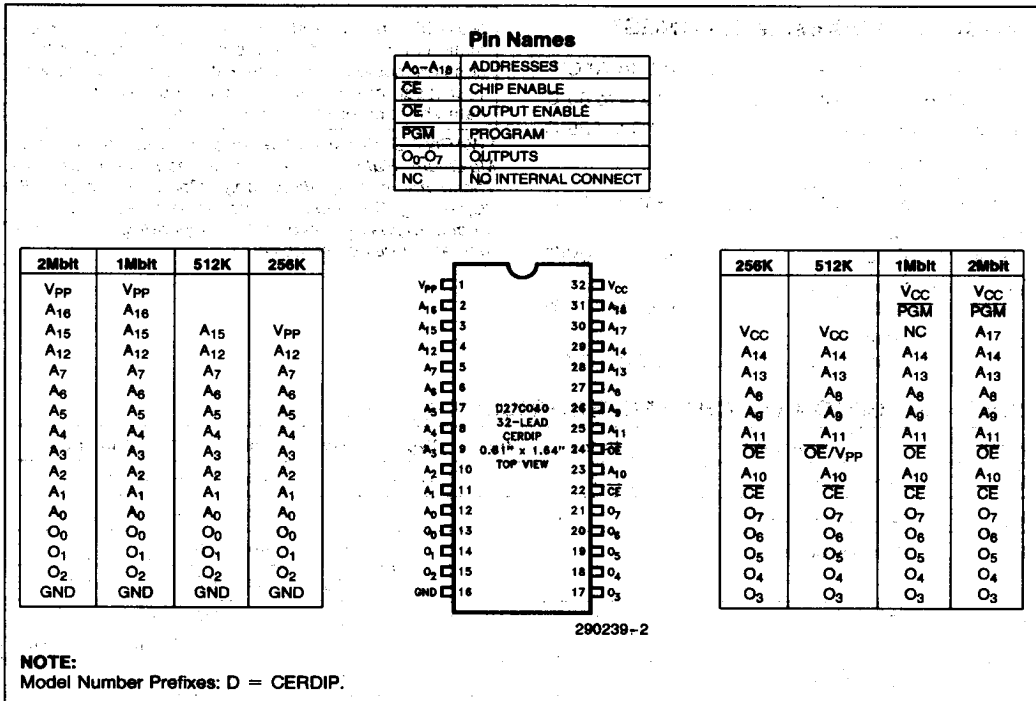 Pin Names
A0-A18 ADDRESSES
CE CHIP ENABLE
OE OUTPUT ENABLE
PGM PROGRAM
O0-O7 OUTPUTS
NC NO INTERNAL CONNECT
2Mbit 1Mbit 512K 256K
VPP VPP
A16 A16
A15 A15 A15 VPP
A12 A12 A12 A12
A7 A7 A7 A7
A6 A6 A6 A6
A5 A5 A5 A5
A4 A4 A4 A4
A3 A3 A3 A3
A2 A2 A2 A2
A1 A1 A1 A1
A0 A0 A0 A0
O0 O0 O0 O0
O1 O1 O1 O1
O2 O2 O2 O2
GND GND GND GND
VPP 1 32 VCC
A16 2 31 A18
A15 3 30 A17
A12 4 29 A14
A7 5 28 A13
A6 6 27 A8
A5 7 26 A9
A4 8 25 A11
A3 9 24 OE
A2 10 23 A10
A1 11 22 CE
A0 12 21 O7
O0 13 20 O6
O1 14 19 O5
O2 15 18 O4
GND 16 17 O3
D27C040
32-LEAD
CERDIP
0.61" x 1.64"
TOP VIEW
290239-2
256K 512K 1Mbit 2Mbit
VCC VCC
PGM PGM
VCC VCC NC A17
A14 A14 A14 A14
A13 A13 A13 A13
A8 A8 A8 A8
A9 A9 A9 A9
A11 A11 A11 A11
OE OE/VPP OE OE
A10 A10 A10 A10
CE CE CE CE
O7 O7 O7 O7
O6 O6 O6 O6
O5 O5 O5 O5
O4 O4 O4 O4
O3 O3 O3 O3
NOTE:
Model Number Prefixes: D = CERDIP.